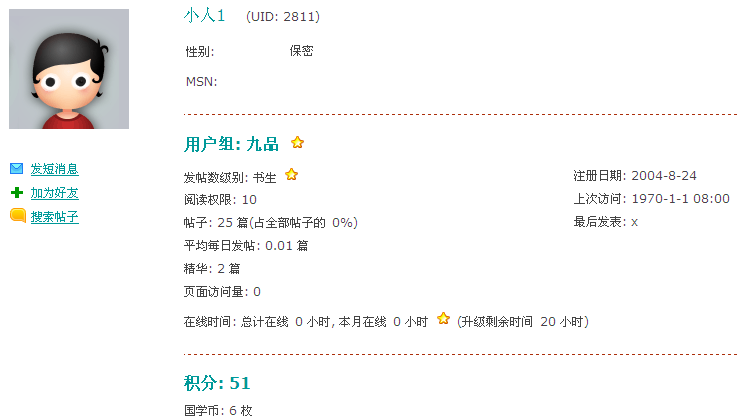 小人1 (UID: 2811)
性别: 保密
MSN:
用户组: 九品
发帖数级别: 书生
注册日期: 2004-8-24
阅读权限: 10
上次访问: 1970-1-1 08:00
帖子: 25 篇(占全部帖子的 0%)
最后发表: x
平均每日发帖: 0.01 篇
精华: 2 篇
页面访问量: 0
在线时间: 总计在线 0 小时, 本月在线 0 小时 (升级剩余时间 20 小时)
积分: 51
国学币: 6 枚
发短消息
加为好友
搜索帖子